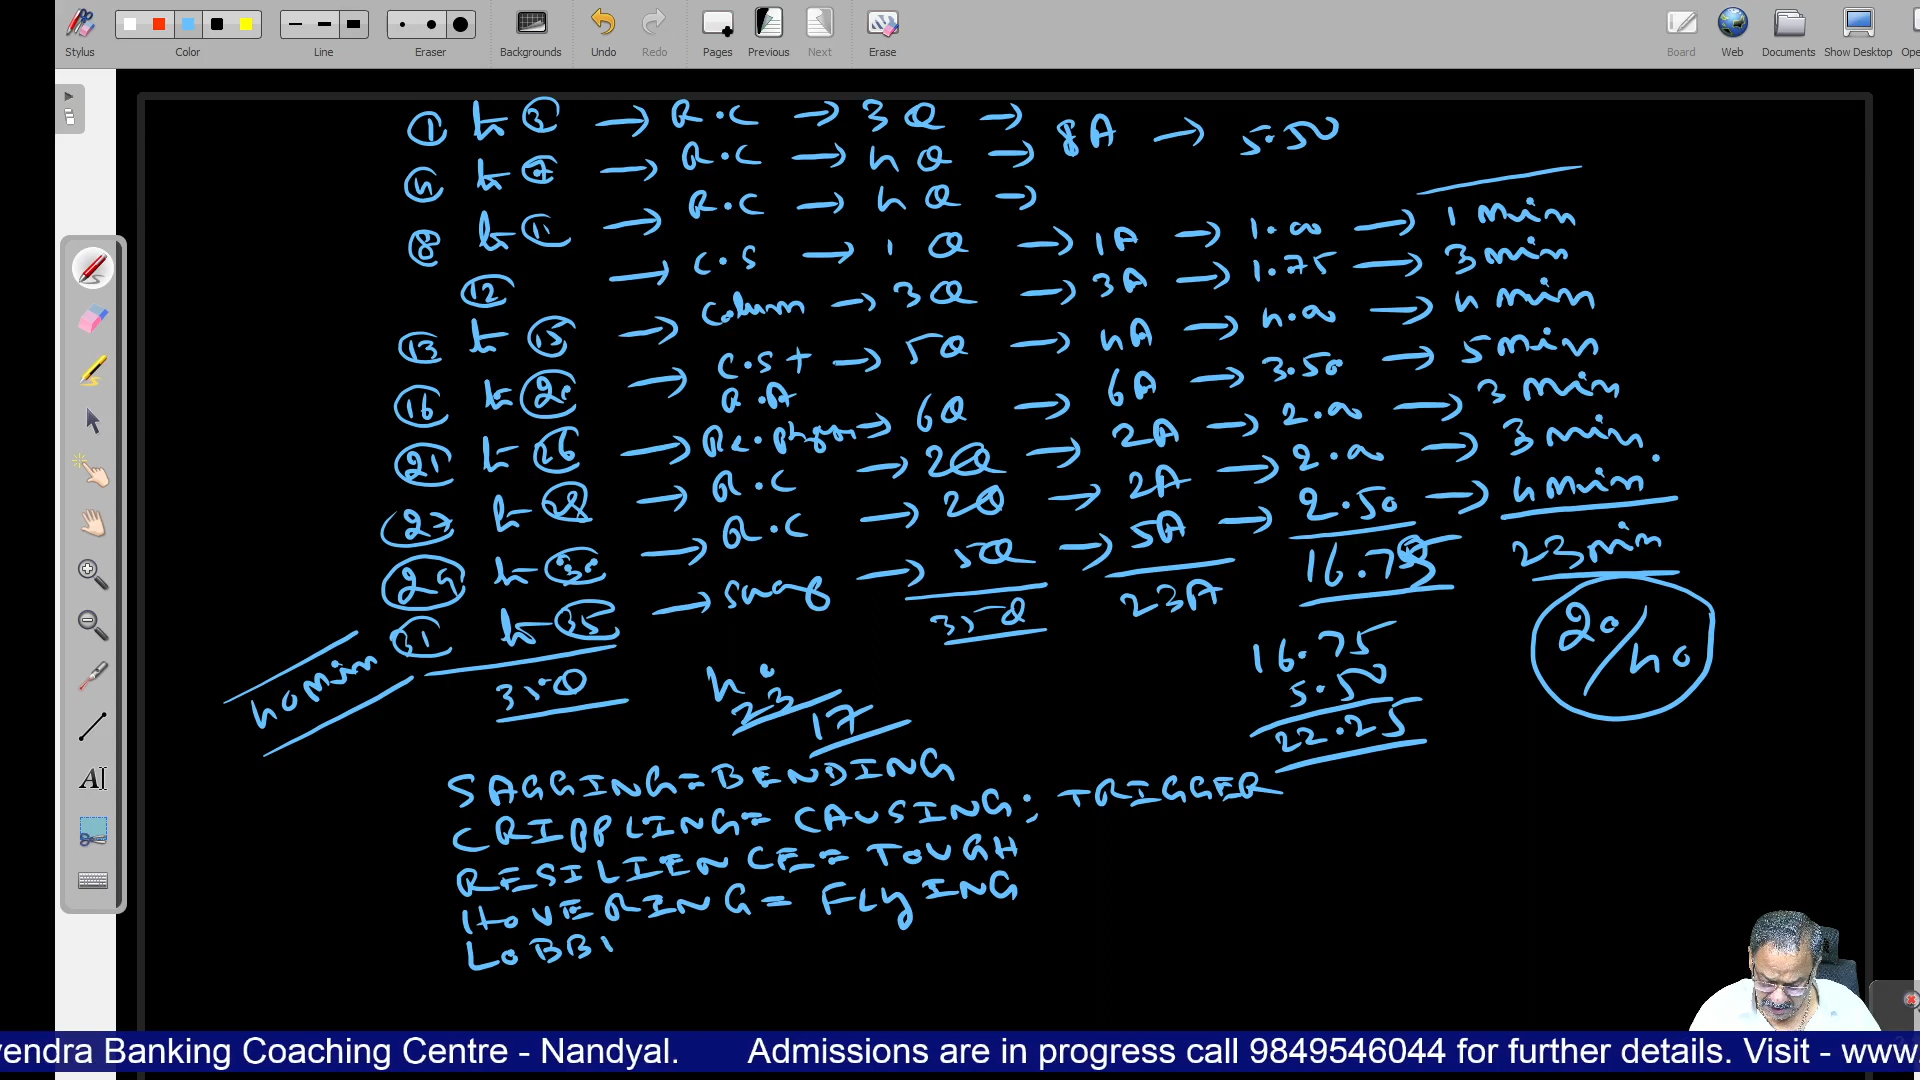 Stylus Color Line Eraser Backgrounds Undo Redo Pages Previous Next Erase Board Web Documents Show Desktop Ope
① to ③ → R.C → 3Q →
④ to ⑦ → R.C → 4Q → 8A → 5.50
⑧ to ⑪ → R.C → 4Q →
⑫ → C.S → 1Q → 1A → 1.00 → 1 min
⑬ to ⑮ → Column → 3Q → 3A → 1.75 → 3 min
⑯ to ⑳ → C.S + R.A → 5Q → 4A → 4.00 → 4 min
㉑ to ㉖ → → 6Q → 6A → 3.50 → 5 min
㉗ to ㉘ → R.C → 2Q → 2A → 2.00 → 3 min
㉙ to ㉚ → R.C → 2Q → 2A → 2.00 → 3 min.
㉛ to ㉟ → swap → 5Q → 5A → 2.50 → 4 min
35Q 23A 16.75 23 min
40 min
35Q
40
23
17
16.75
5.50
22.25
20/40
SAGGING = BENDING
CRIPPLING = CAUSING; TRIGGER
RESILIENCE = TOUGH
HOVERING = FLYING
LOBBI
AI
yendra Banking Coaching Centre - Nandyal. Admissions are in progress call 9849546044 for further details. Visit - www.